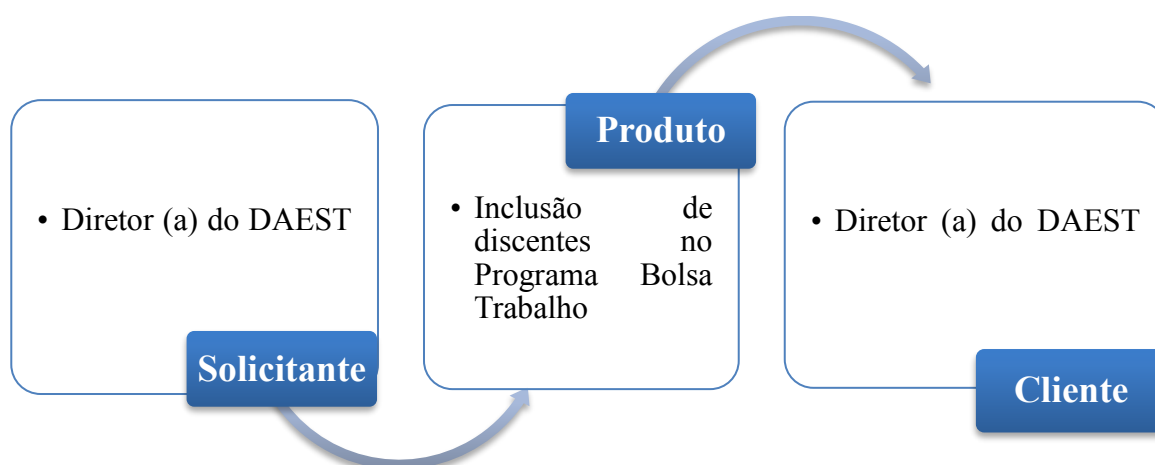 • Diretor (a) do DAEST
Solicitante
Produto
• Inclusão de
discentes no
Programa Bolsa
Trabalho
• Diretor (a) do DAEST
Cliente